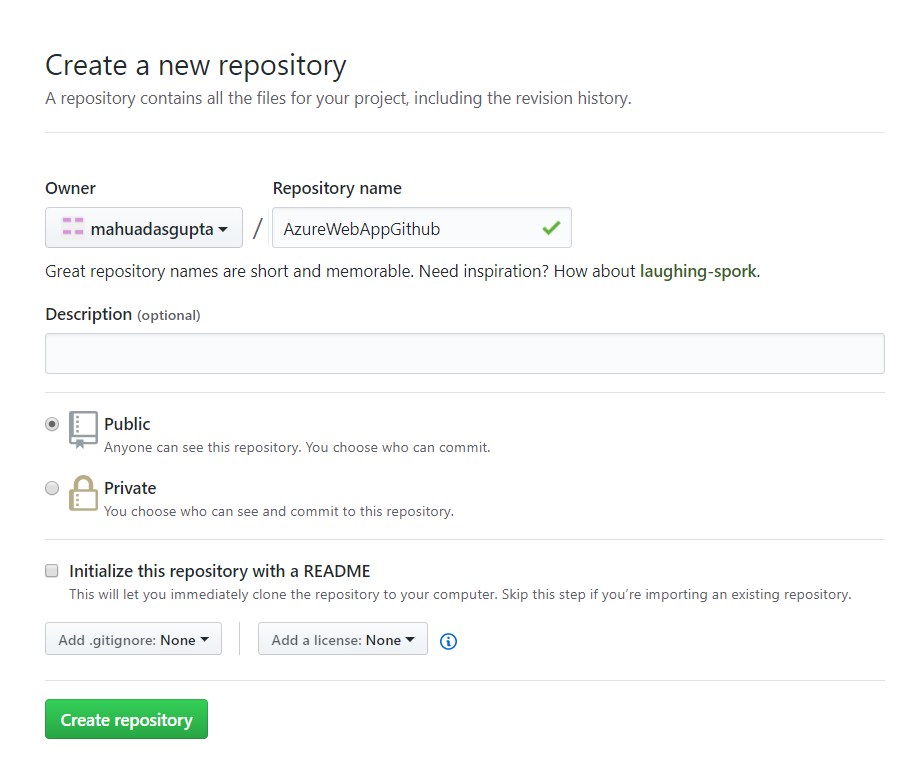 Create a new repository
A repository contains all the files for your project, including the revision history.
Owner
Repository name
mahuadasgupta / AzureWebAppGithub
Great repository names are short and memorable. Need inspiration? How about laughing-spork.
Description (optional)
Public
Anyone can see this repository. You choose who can commit.
Private
You choose who can see and commit to this repository.
Initialize this repository with a README
This will let you immediately clone the repository to your computer. Skip this step if you’re importing an existing repository.
Add .gitignore: None
Add a license: None
Create repository